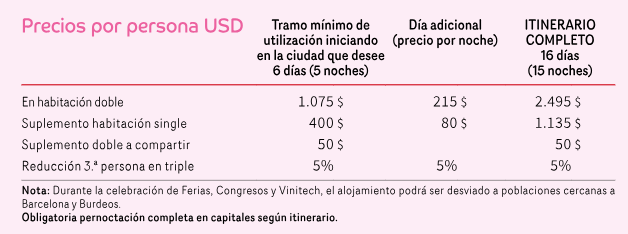 Precios por persona USD
Tramo mínimo de
utilización iniciando
en la ciudad que desee
6 días (5 noches)
Día adicional
(precio por noche)
ITINERARIO
COMPLETO
16 días
(15 noches)
En habitación doble 1.075 $ 215 $ 2.495 $
Suplemento habitación single 400 $ 80 $ 1.135 $
Suplemento doble a compartir 50 $ 50 $
Reducción 3.ª persona en triple 5% 5% 5%
Nota: Durante la celebración de Ferias, Congresos y Vinitech, el alojamiento podrá ser desviado a poblaciones cercanas a
Barcelona y Burdeos.
Obligatoria pernoctación completa en capitales según itinerario.